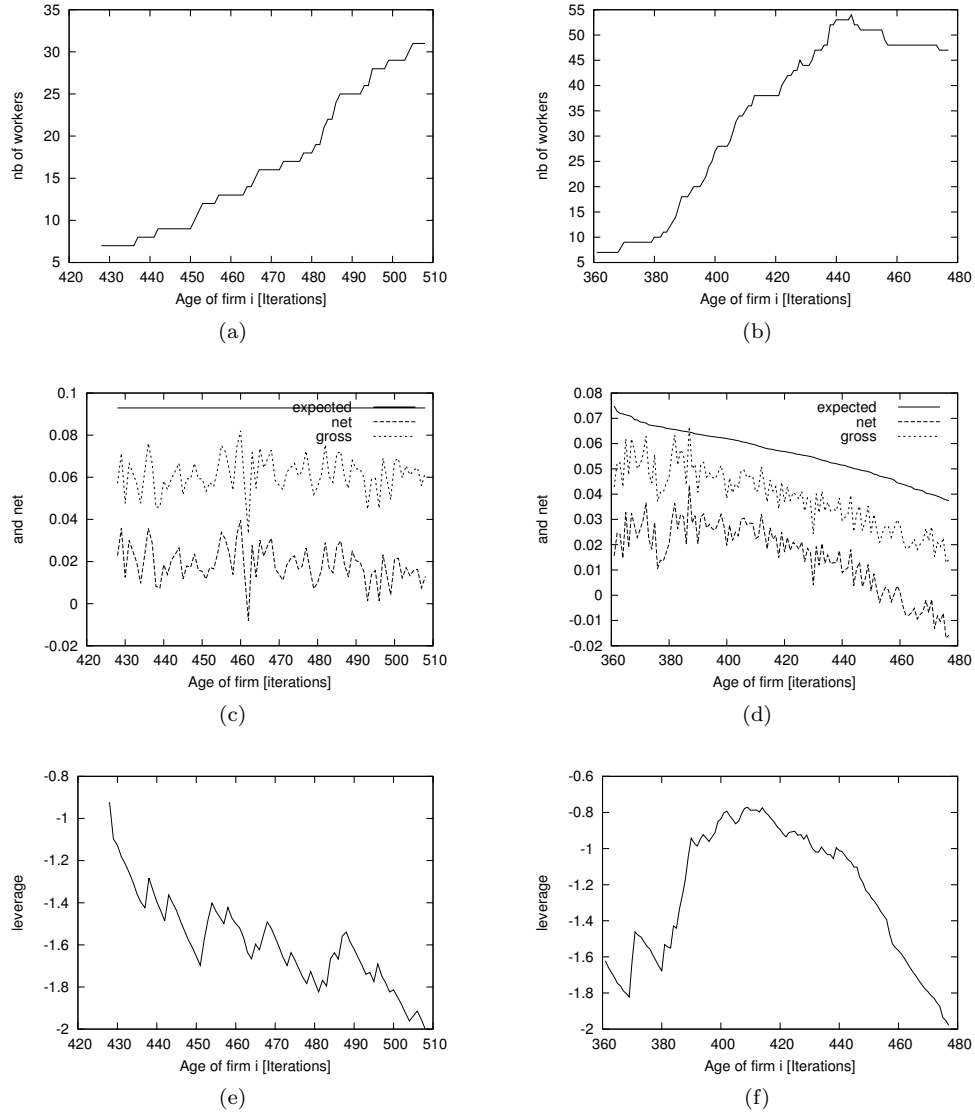 35
30
25
20
15
10
5
nb of workers
420 430 440 450 460 470 480 490 500 510
Age of firm i [Iterations]
(a)
55
50
45
40
35
30
25
20
15
10
5
nb of workers
360 380 400 420 440 460 480
Age of firm i [Iterations]
(b)
0.1
0.08
0.06
0.04
0.02
0
-0.02
and net
expected
net
gross
420 430 440 450 460 470 480 490 500 510
Age of firm [iterations]
(c)
0.08
0.07
0.06
0.05
0.04
0.03
0.02
0.01
0
-0.01
-0.02
and net
expected
net
gross
360 380 400 420 440 460 480
Age of firm [iterations]
(d)
-0.8
-1
-1.2
-1.4
-1.6
-1.8
-2
leverage
420 430 440 450 460 470 480 490 500 510
Age of firm i [Iterations]
(e)
-0.6
-0.8
-1
-1.2
-1.4
-1.6
-1.8
-2
leverage
360 380 400 420 440 460 480
Age of firm i [Iterations]
(f)